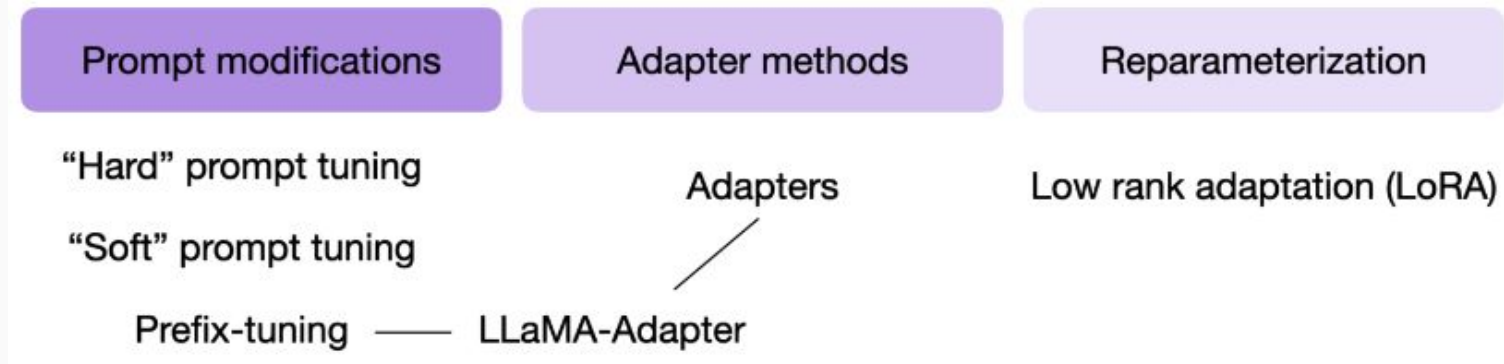 Prompt modifications
Adapter methods
Reparameterization
“Hard” prompt tuning
Adapters
Low rank adaptation (LoRA)
“Soft” prompt tuning
Prefix-tuning
LLaMA-Adapter